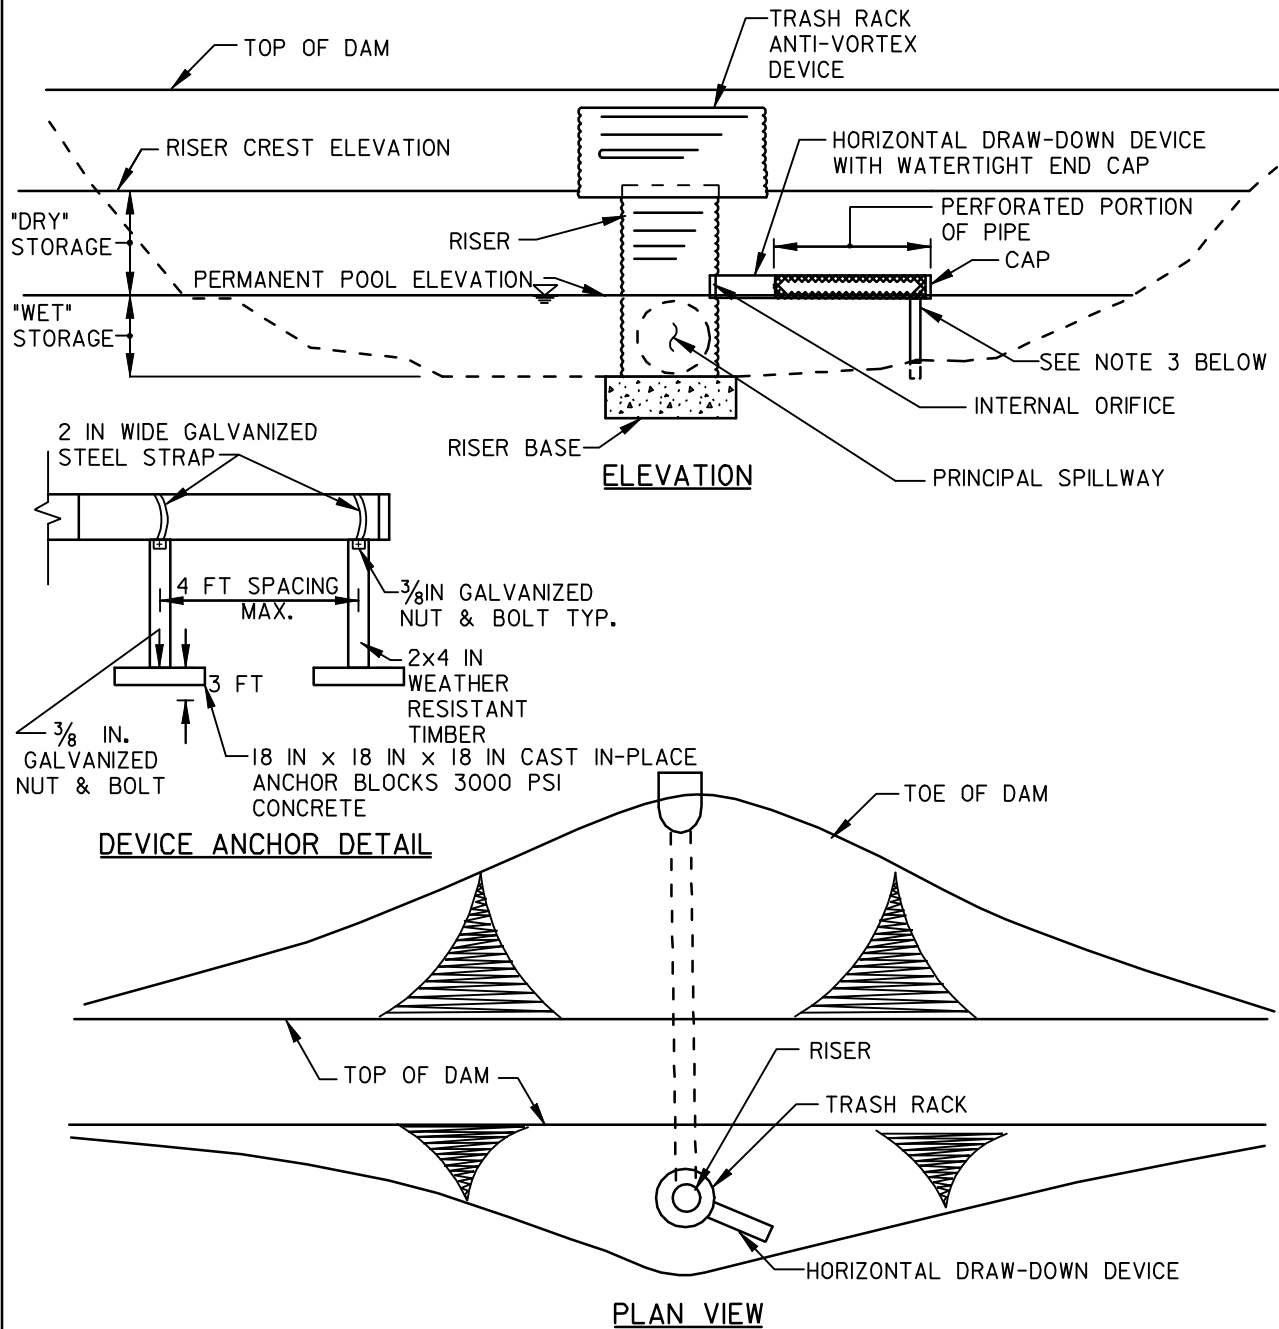 TRASH RACK
ANTI-VORTEX
DEVICE
TOP OF DAM
RISER CREST ELEVATION
HORIZONTAL DRAW-DOWN DEVICE
WITH WATERTIGHT END CAP
"DRY"
STORAGE
RISER
PERFORATED PORTION
OF PIPE
CAP
PERMANENT POOL ELEVATION
"WET"
STORAGE
SEE NOTE 3 BELOW
INTERNAL ORIFICE
RISER BASE
ELEVATION
PRINCIPAL SPILLWAY
2 IN WIDE GALVANIZED
STEEL STRAP
4 FT SPACING
MAX.
3/8IN GALVANIZED
NUT & BOLT TYP.
3 FT
2x4 IN
WEATHER
RESISTANT
TIMBER
3/8 IN.
GALVANIZED
NUT & BOLT
18 IN x 18 IN x 18 IN CAST IN-PLACE
ANCHOR BLOCKS 3000 PSI
CONCRETE
DEVICE ANCHOR DETAIL
TOE OF DAM
TOP OF DAM
RISER
TRASH RACK
HORIZONTAL DRAW-DOWN DEVICE
PLAN VIEW